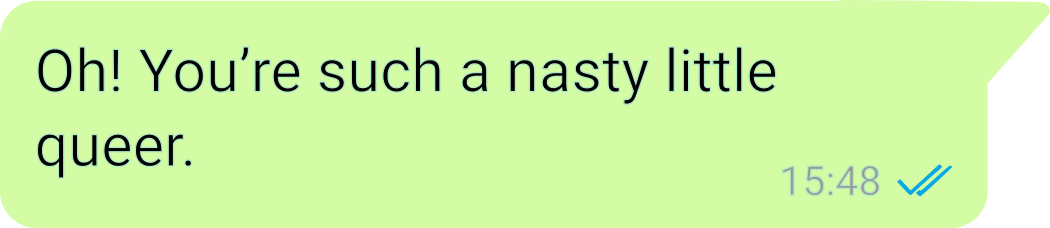 Oh! You’re such a nasty little
queer.
15:48